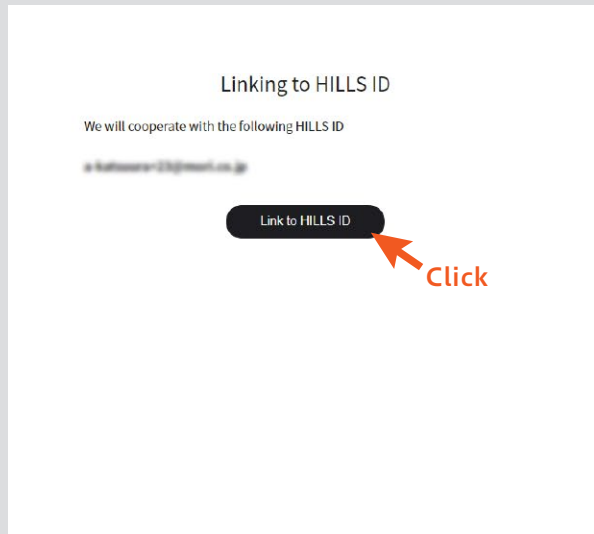 Linking to HILLS ID
We will cooperate with the following HILLS ID
Link to HILLS ID
Click